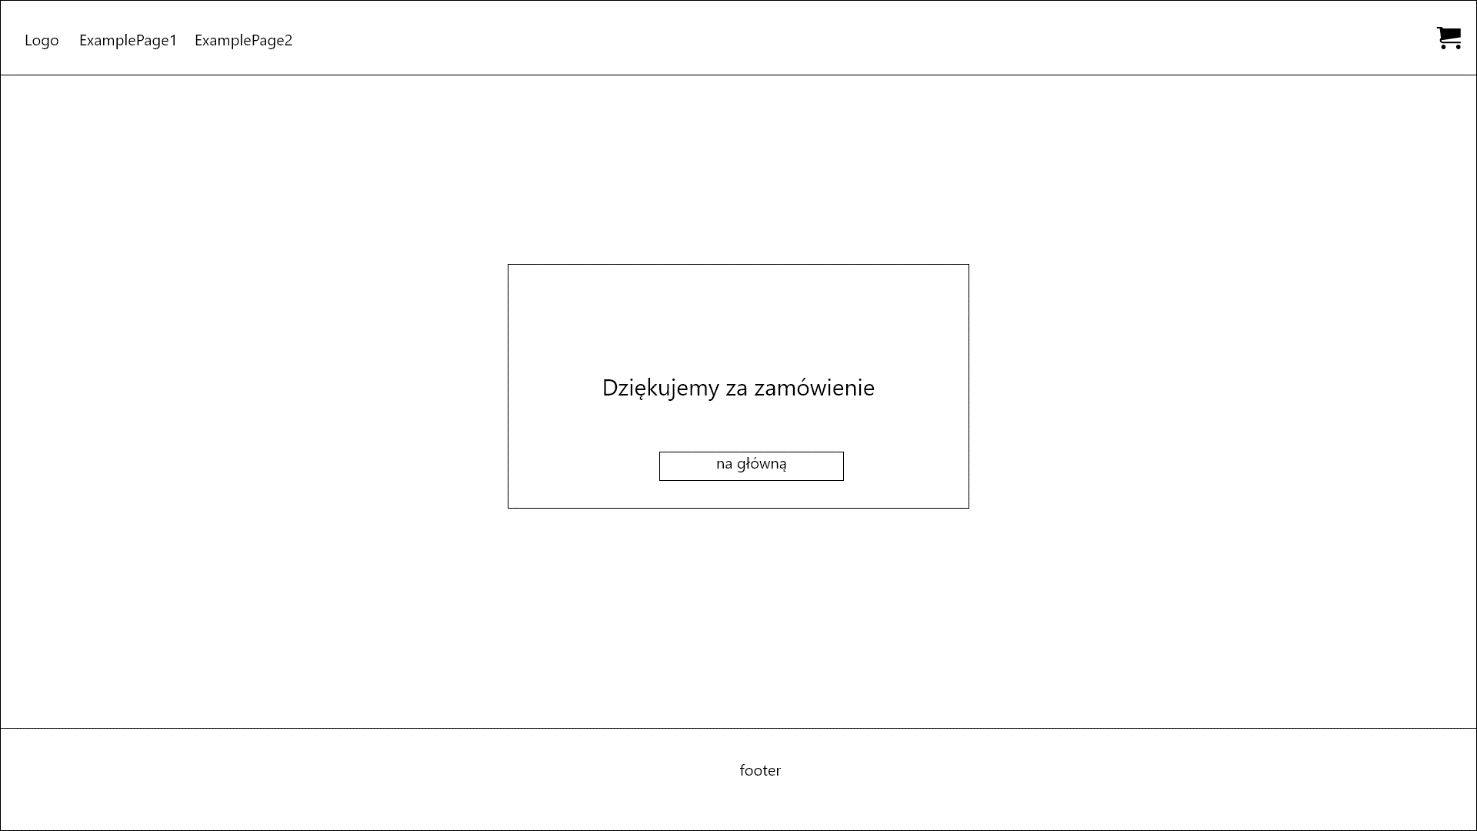 Logo ExamplePage1 ExamplePage2
Dziękujemy za zamówienie
na główną
footer